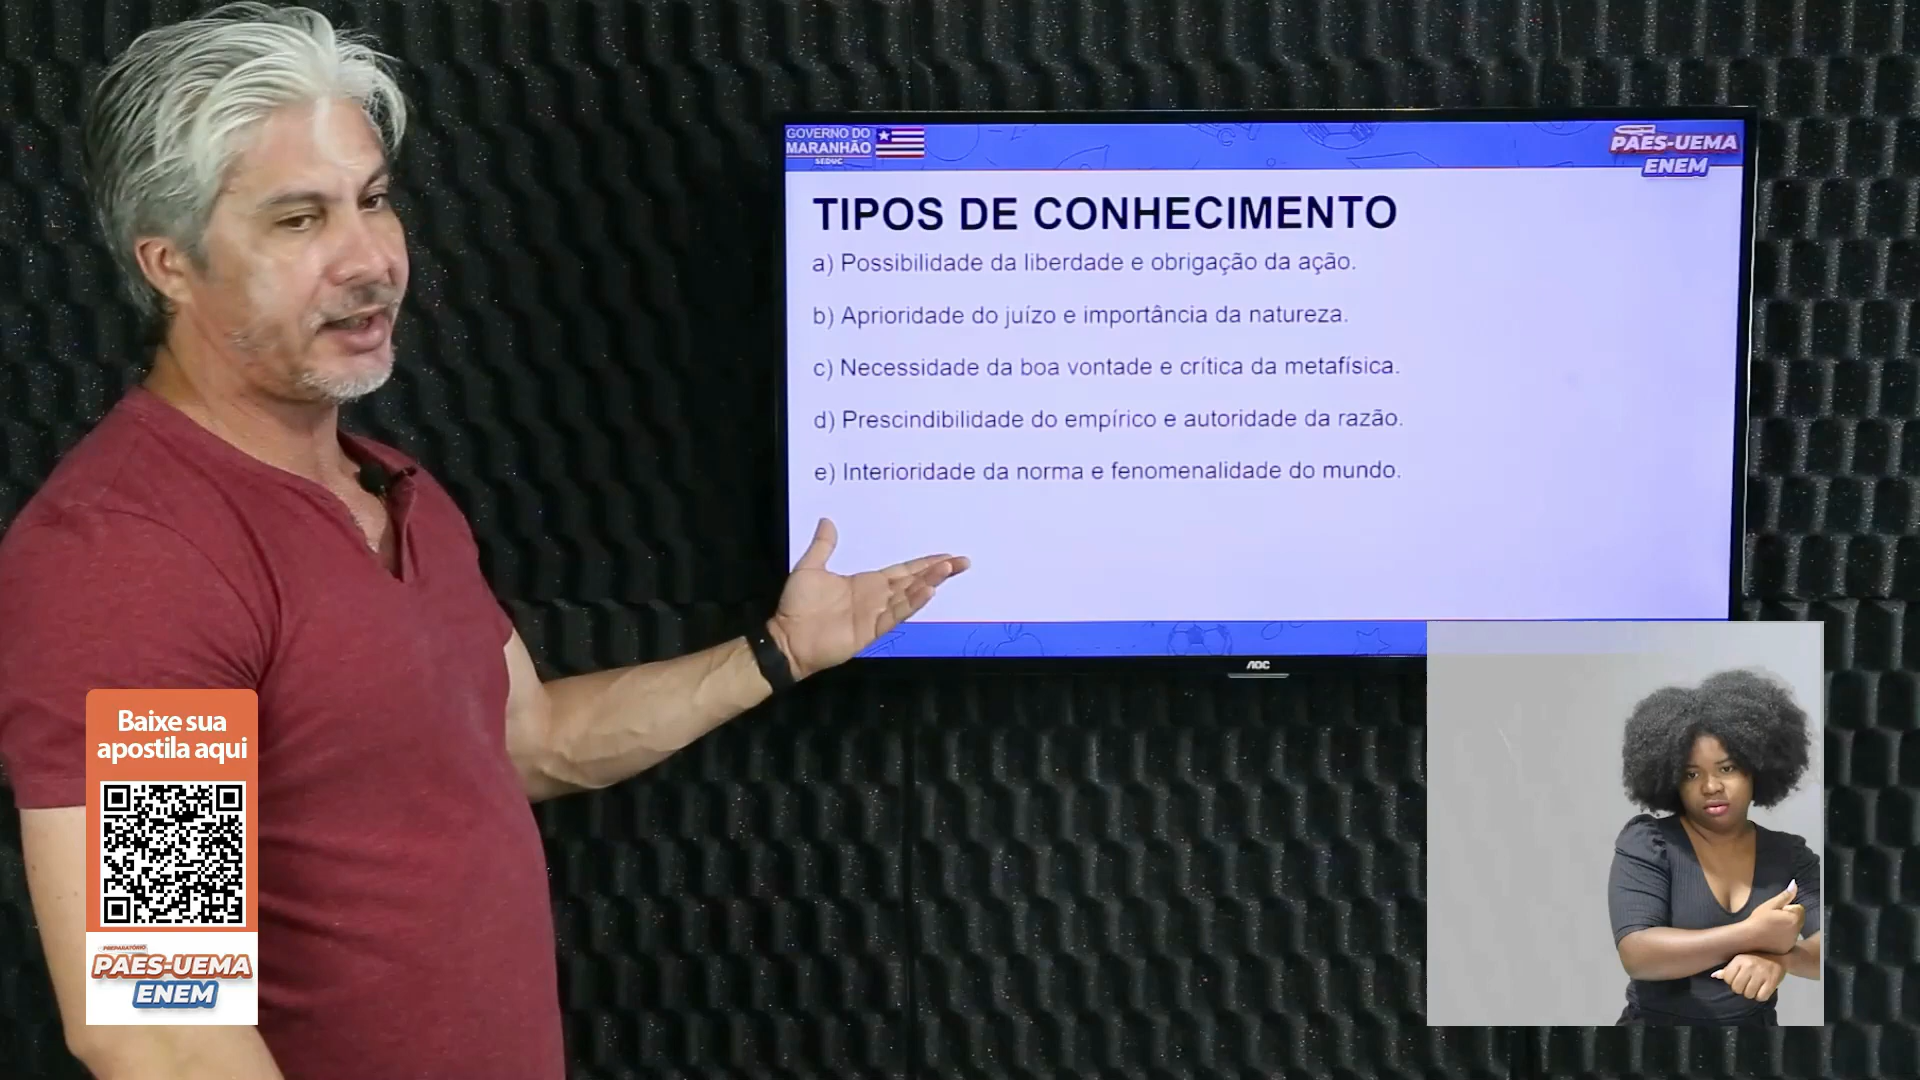 GOVERNO DO
MARANHÃO
SEDUC
PAES-UEMA
ENEM
TIPOS DE CONHECIMENTO
a) Possibilidade da liberdade e obrigação da ação.
b) Aprioridade do juízo e importância da natureza.
c) Necessidade da boa vontade e crítica da metafísica.
d) Prescindibilidade do empírico e autoridade da razão.
e) Interioridade da norma e fenomenalidade do mundo.
AOC
Baixe sua
apostila aqui
PREPARATÓRIO
PAES-UEMA
ENEM